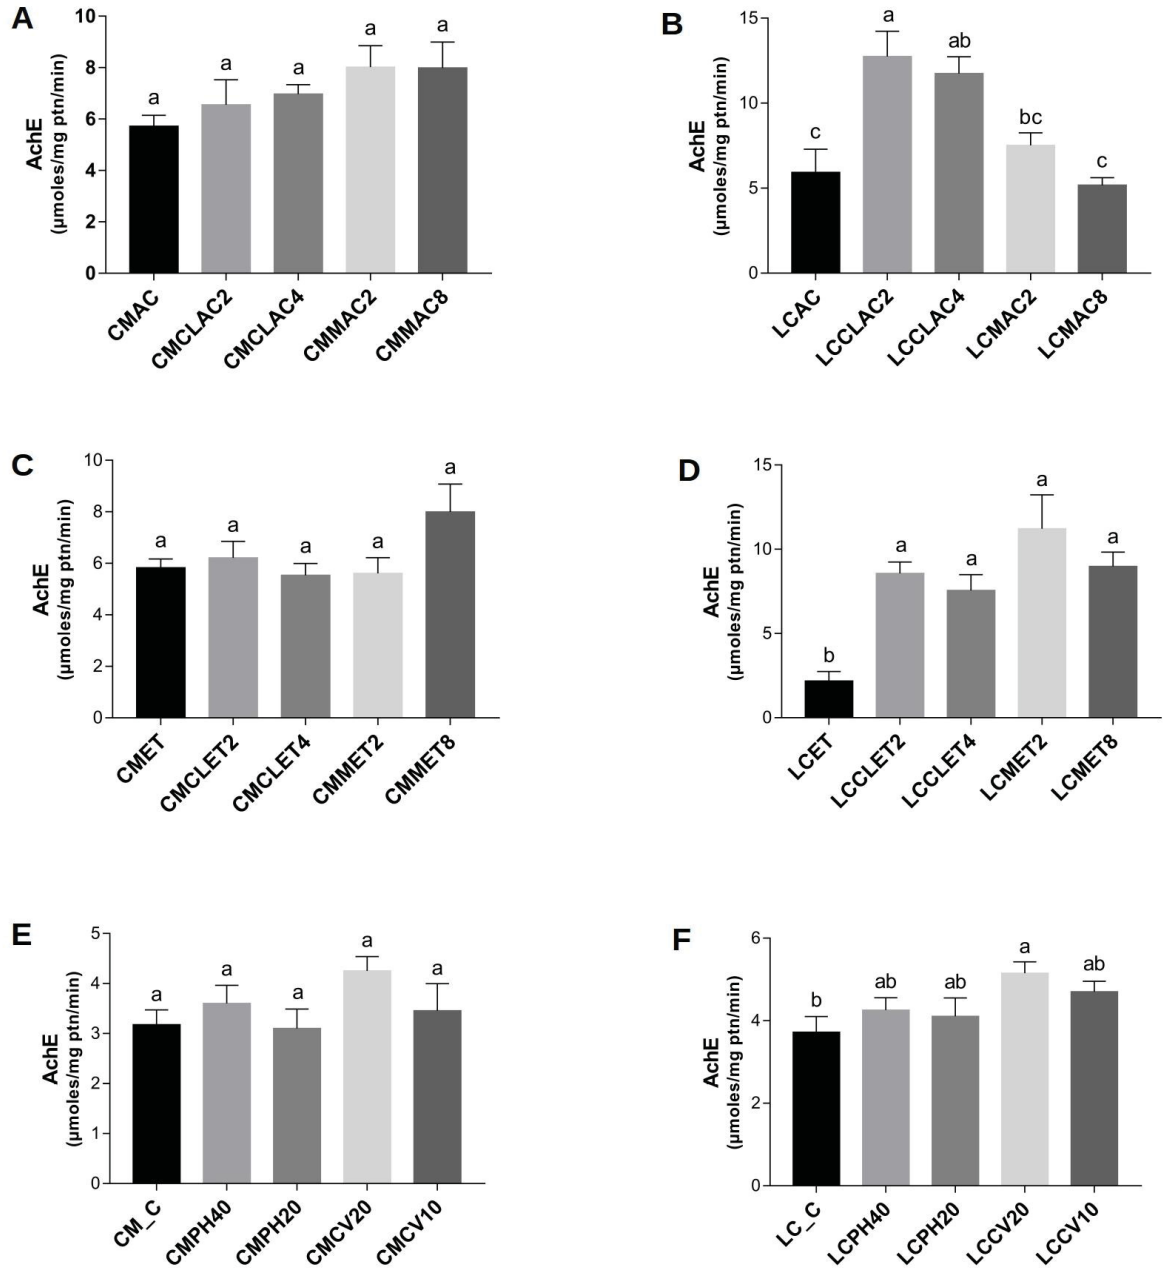 A
AchE
(µmoles/mg ptn/min)
10
8
6
4
2
0
a
a
a
a
a
CMAC
CMCLAC2
CMCLAC4
CMMAC2
CMMAC8
B
AchE
(µmoles/mg ptn/min)
15
10
5
0
c
a
ab
bc
c
LCAC
LCCLAC2
LCCLAC4
LCMAC2
LCMAC8
C
AchE
(µmoles/mg ptn/min)
10
8
6
4
2
0
a
a
a
a
a
CMET
CMCLET2
CMCLET4
CMMET2
CMMET8
D
AchE
(µmoles/mg ptn/min)
15
10
5
0
b
a
a
a
a
LCET
LCCLET2
LCCLET4
LCMET2
LCMET8
E
AchE
(µmoles/mg ptn/min)
5
4
3
2
1
0
a
a
a
a
a
CM_C
CMPH40
CMPH20
CMCV20
CMCV10
F
AchE
(µmoles/mg ptn/min)
6
4
2
0
b
ab
ab
a
ab
LC_C
LCPH40
LCPH20
LCCV20
LCCV10